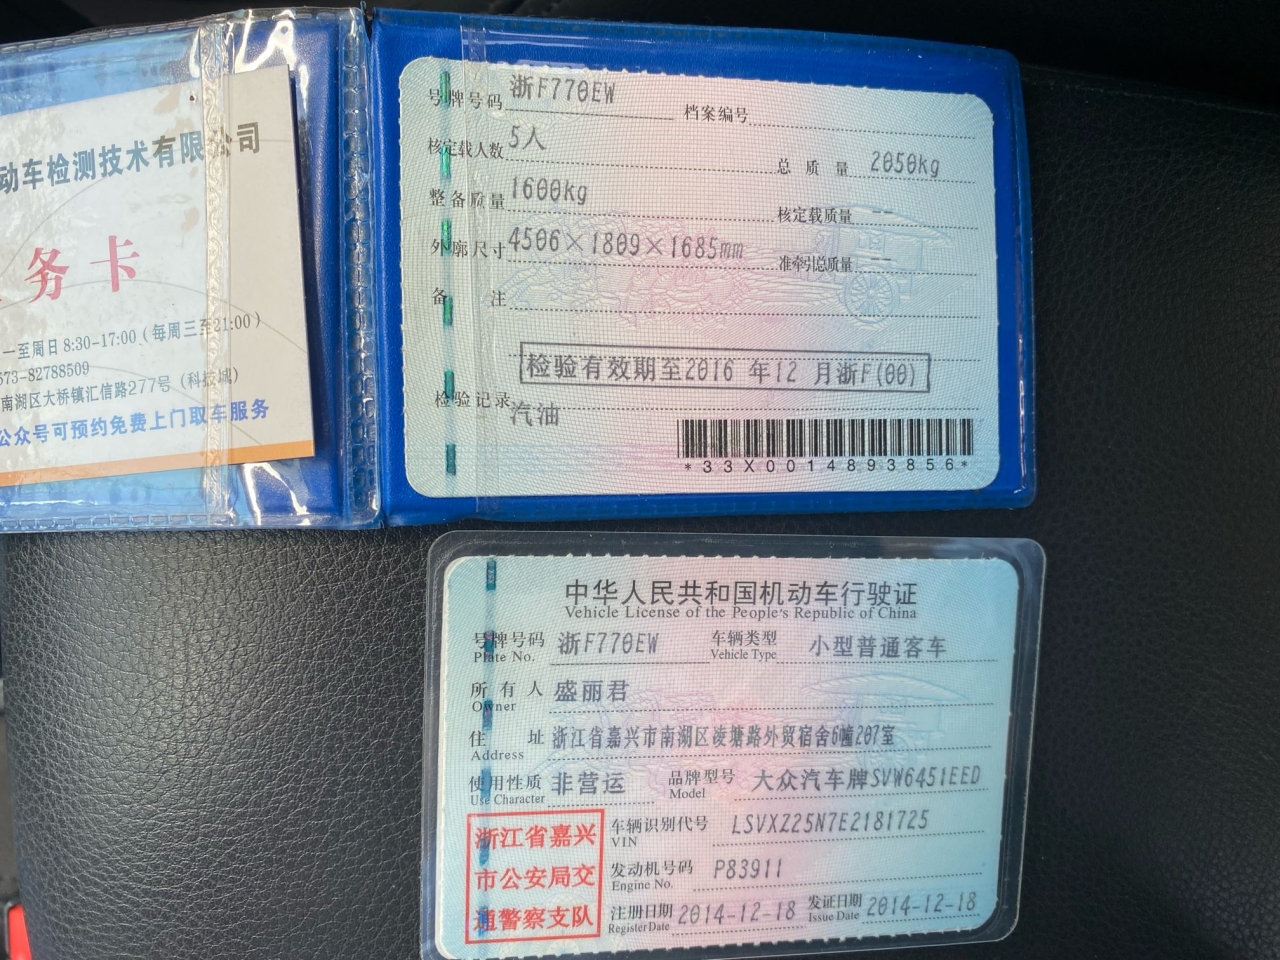 动车检测技术有限公司
务卡
一至周日 8:30-17:00（每周三至21:00）
573-82788509
南湖区大桥镇汇信路277号（科技城）
公众号可预约免费上门取车服务
号牌号码 浙F770EW 档案编号
核定载人数 5人 总质量 2050kg
整备质量 1600kg 核定载质量 --
外廓尺寸 4506×1809×1685mm 准牵引总质量 --
备注
检验有效期至2016 年12 月浙F(00)
检验记录
汽油
*33X0014893856*
中华人民共和国机动车行驶证
Vehicle License of the People's Republic of China
号牌号码 浙F770EW 车辆类型 小型普通客车
Plate No. Vehicle Type
所有人 盛丽君
Owner
住址 浙江省嘉兴市南湖区凌塘路外贸宿舍6幢207室
Address
使用性质 非营运 品牌型号 大众汽车牌SVW6451EED
Use Character Model
浙江省嘉兴
市公安局交
通警察支队
车辆识别代号 LSVXZ25N7E2181725
VIN
发动机号码 P83911
Engine No.
注册日期 2014-12-18 发证日期 2014-12-18
Register Date Issue Date